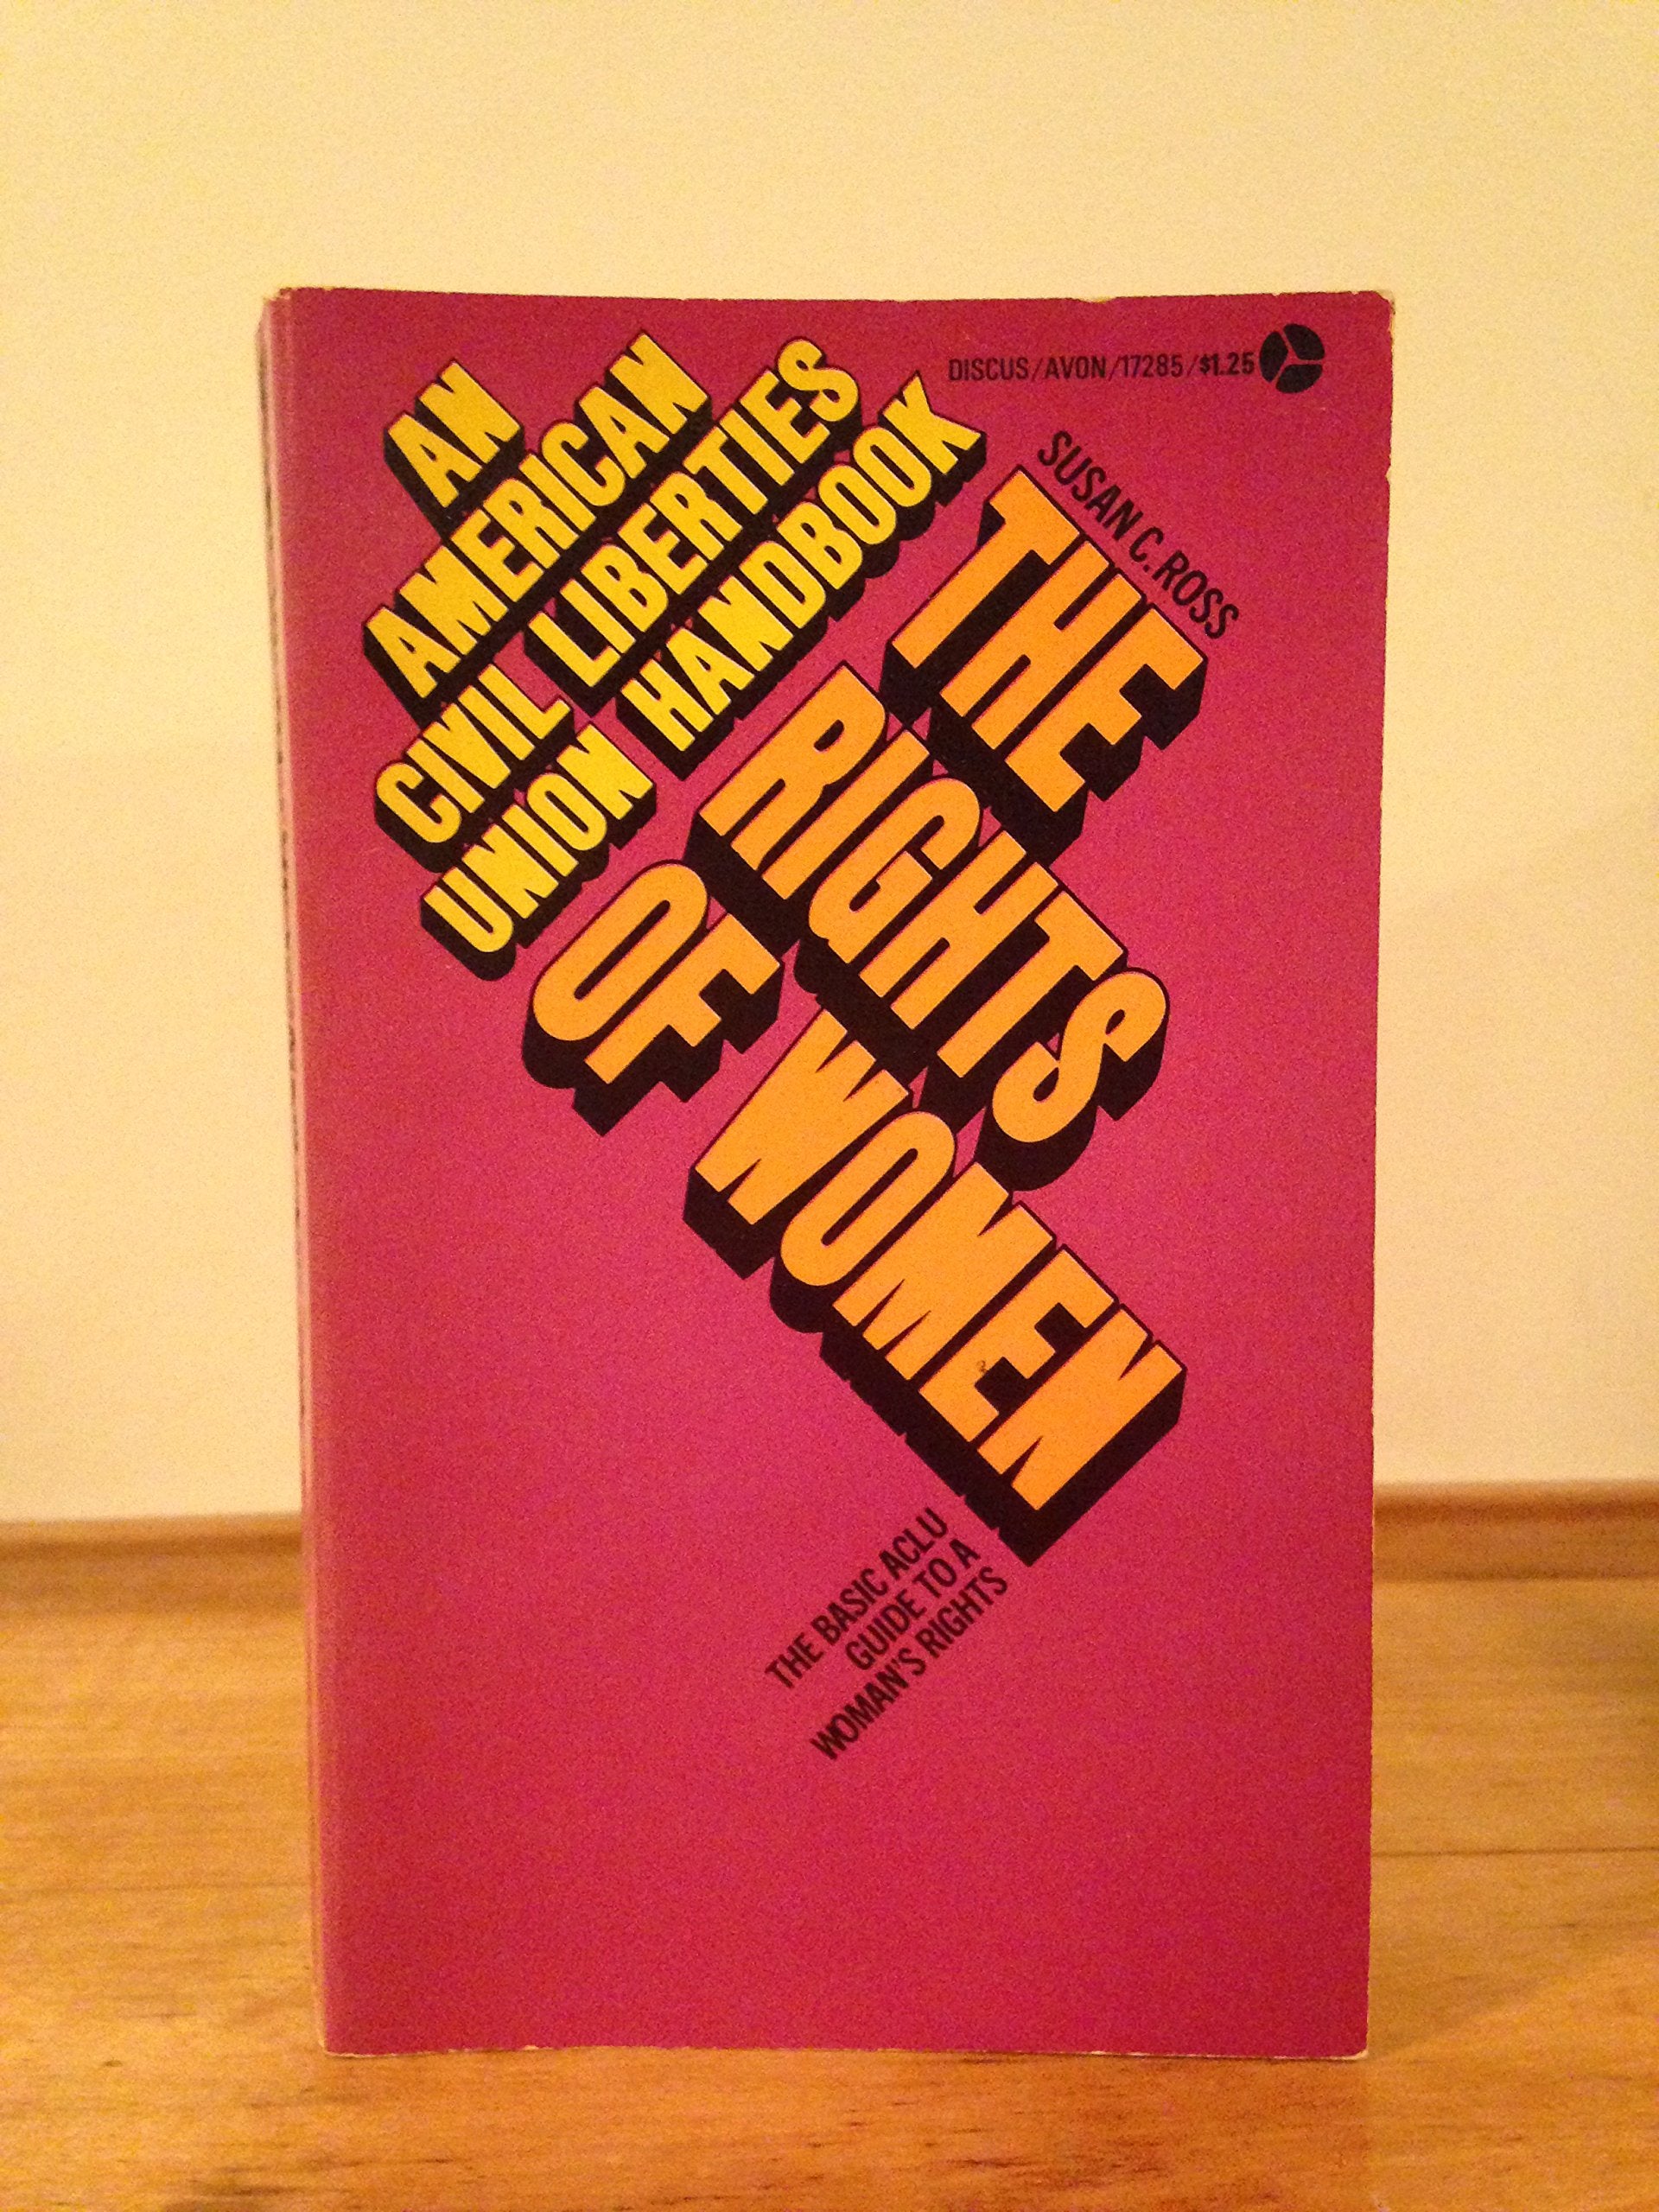 DISCUS/AVON/17285/$1.25
AN
AMERICAN
CIVIL LIBERTIES
UNION HANDBOOK
SUSAN C. ROSS
THE
RIGHTS
OF WOMEN
THE BASIC ACLU
GUIDE TO A
WOMAN'S RIGHTS